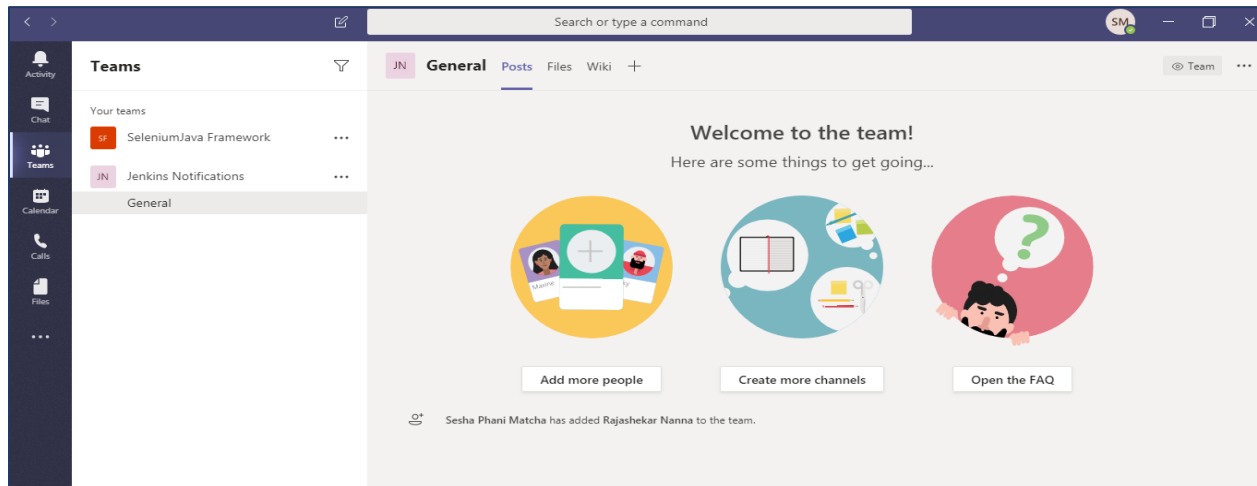 Search or type a command
SM
Activity
Chat
Teams
Calendar
Calls
Files
Teams
Your teams
SF SeleniumJava Framework
JN Jenkins Notifications
General
JN General Posts Files Wiki
Team
Welcome to the team!
Here are some things to get going...
Maxine
Add more people
Create more channels
Open the FAQ
Sesha Phani Matcha has added Rajashekar Nanna to the team.